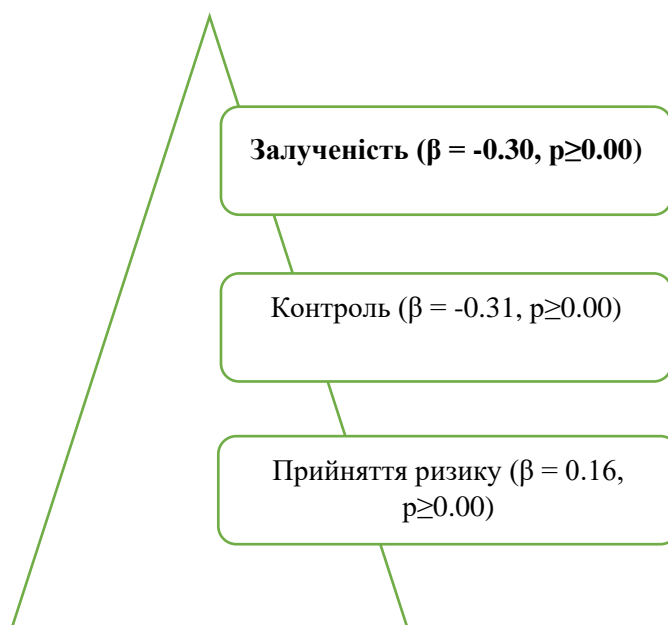 Залученість (β = -0.30, p≥0.00)
Контроль (β = -0.31, p≥0.00)
Прийняття ризику (β = 0.16,
p≥0.00)